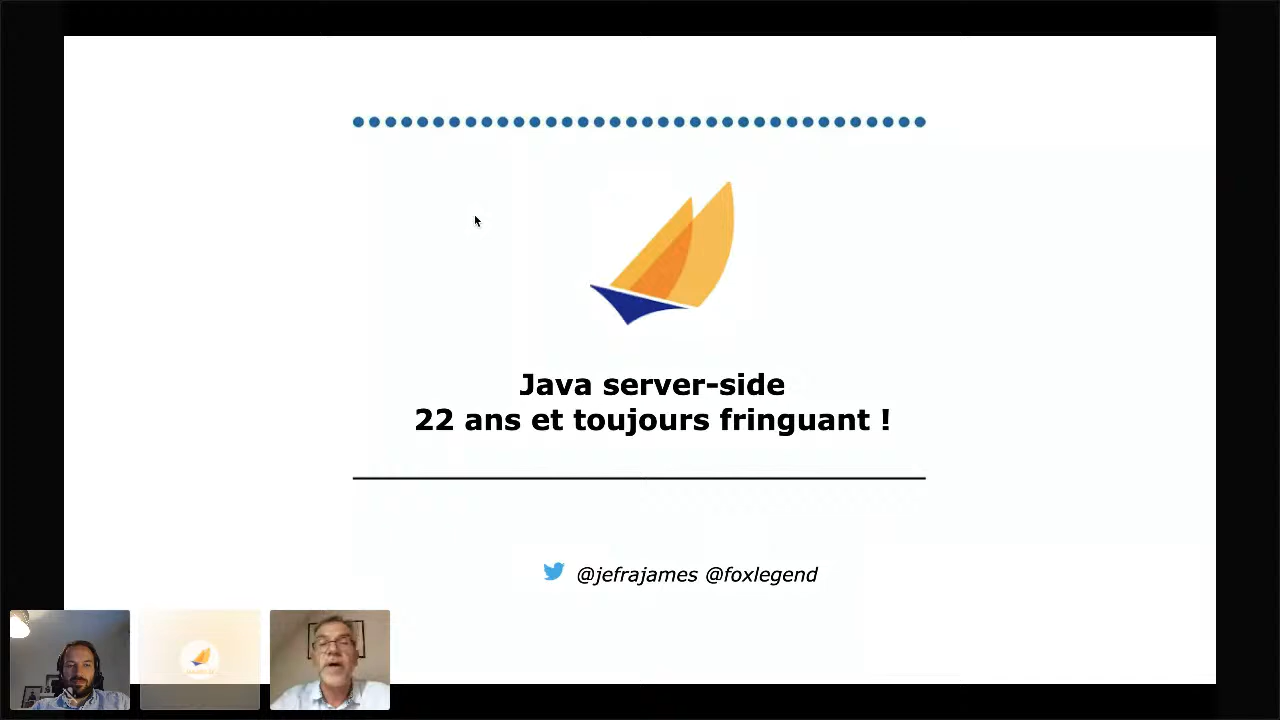 Java server-side
22 ans et toujours fringuant !
@jefrajames @foxlegend